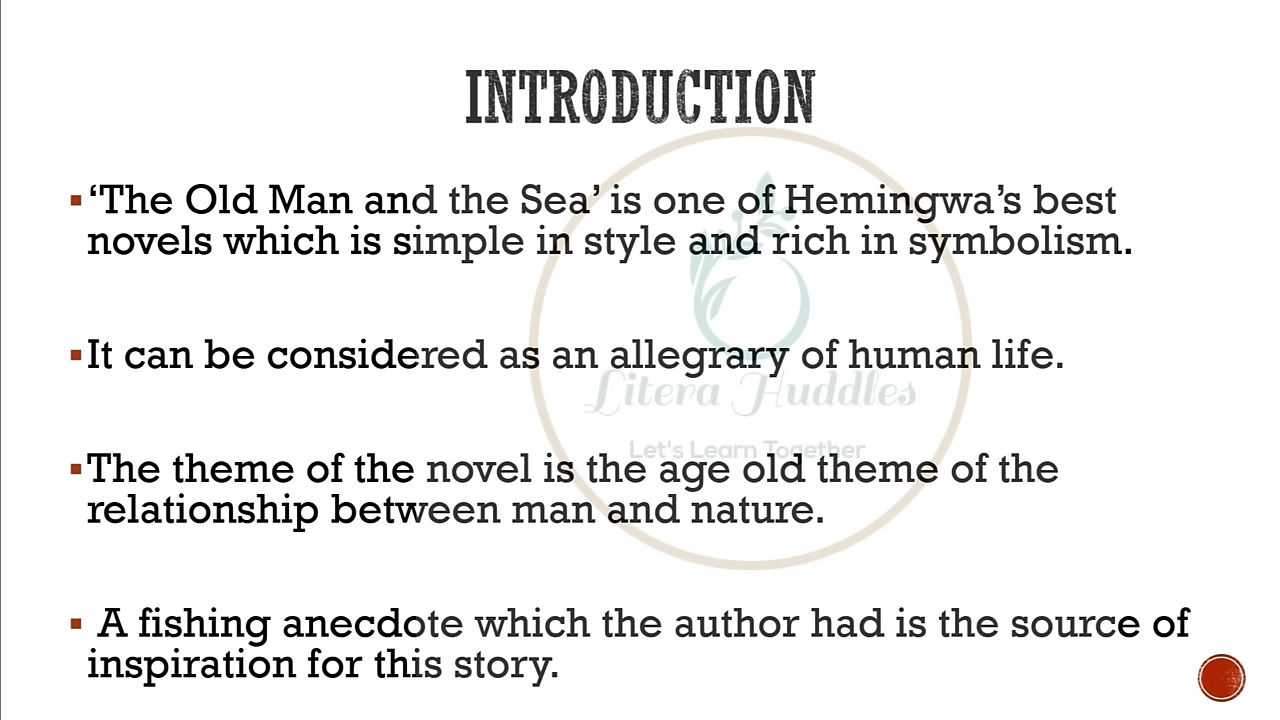 INTRODUCTION
▪‘The Old Man and the Sea’ is one of Hemingwa’s best
novels which is simple in style and rich in symbolism.
▪It can be considered as an allegrary of human life.
▪The theme of the novel is the age old theme of the
relationship between man and nature.
▪ A fishing anecdote which the author had is the source of
inspiration for this story.
Litera Huddles
Let's Learn Together